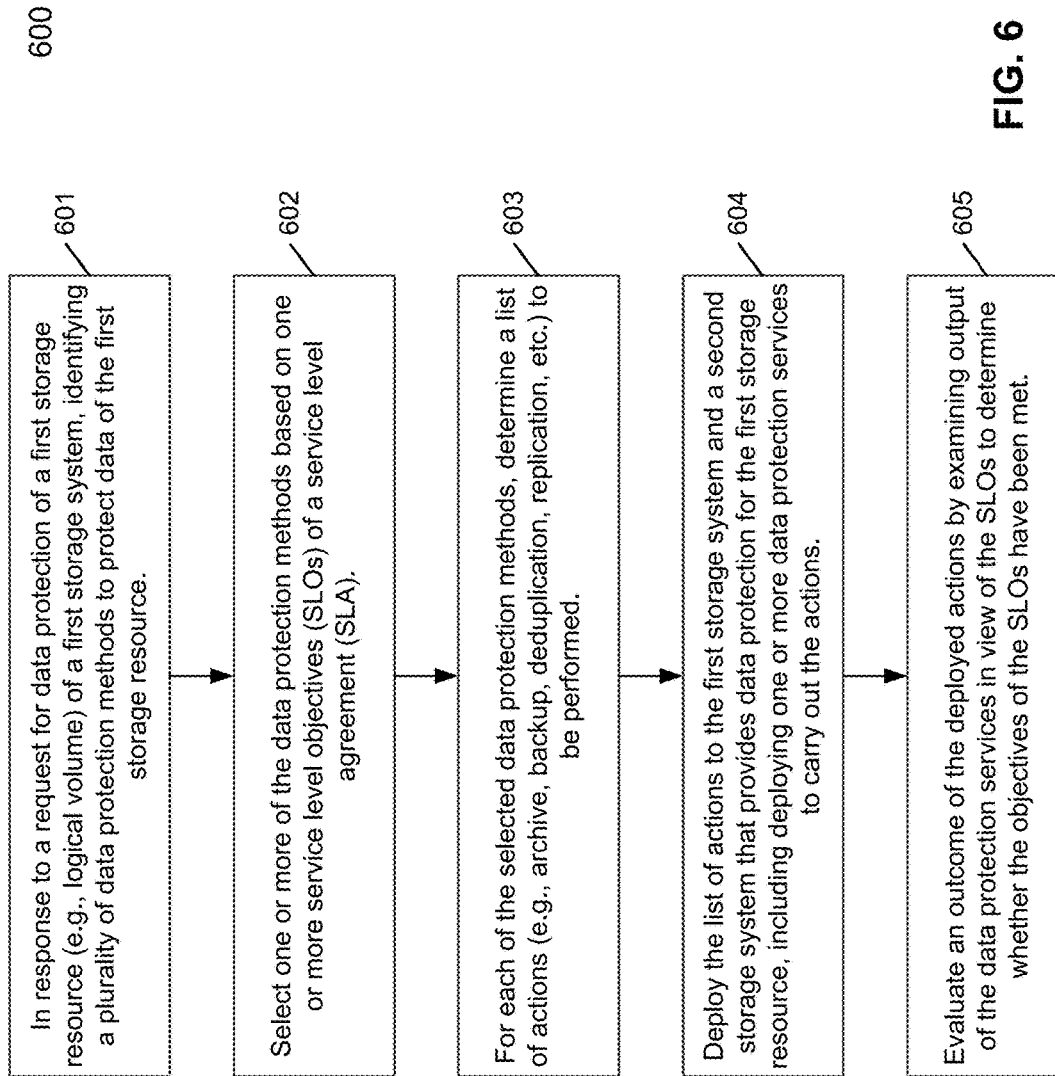 600
In response to a request for data protection of a first storage
resource (e.g., logical volume) of a first storage system, identifying
a plurality of data protection methods to protect data of the first
storage resource.
601
Select one or more of the data protection methods based on one
or more service level objectives (SLOs) of a service level
agreement (SLA).
602
For each of the selected data protection methods, determine a list
of actions (e.g., archive, backup, deduplication, replication, etc.) to
be performed.
603
Deploy the list of actions to the first storage system and a second
storage system that provides data protection for the first storage
resource, including deploying one or more data protection services
to carry out the actions.
604
Evaluate an outcome of the deployed actions by examining output
of the data protection services in view of the SLOs to determine
whether the objectives of the SLOs have been met.
605
FIG. 6